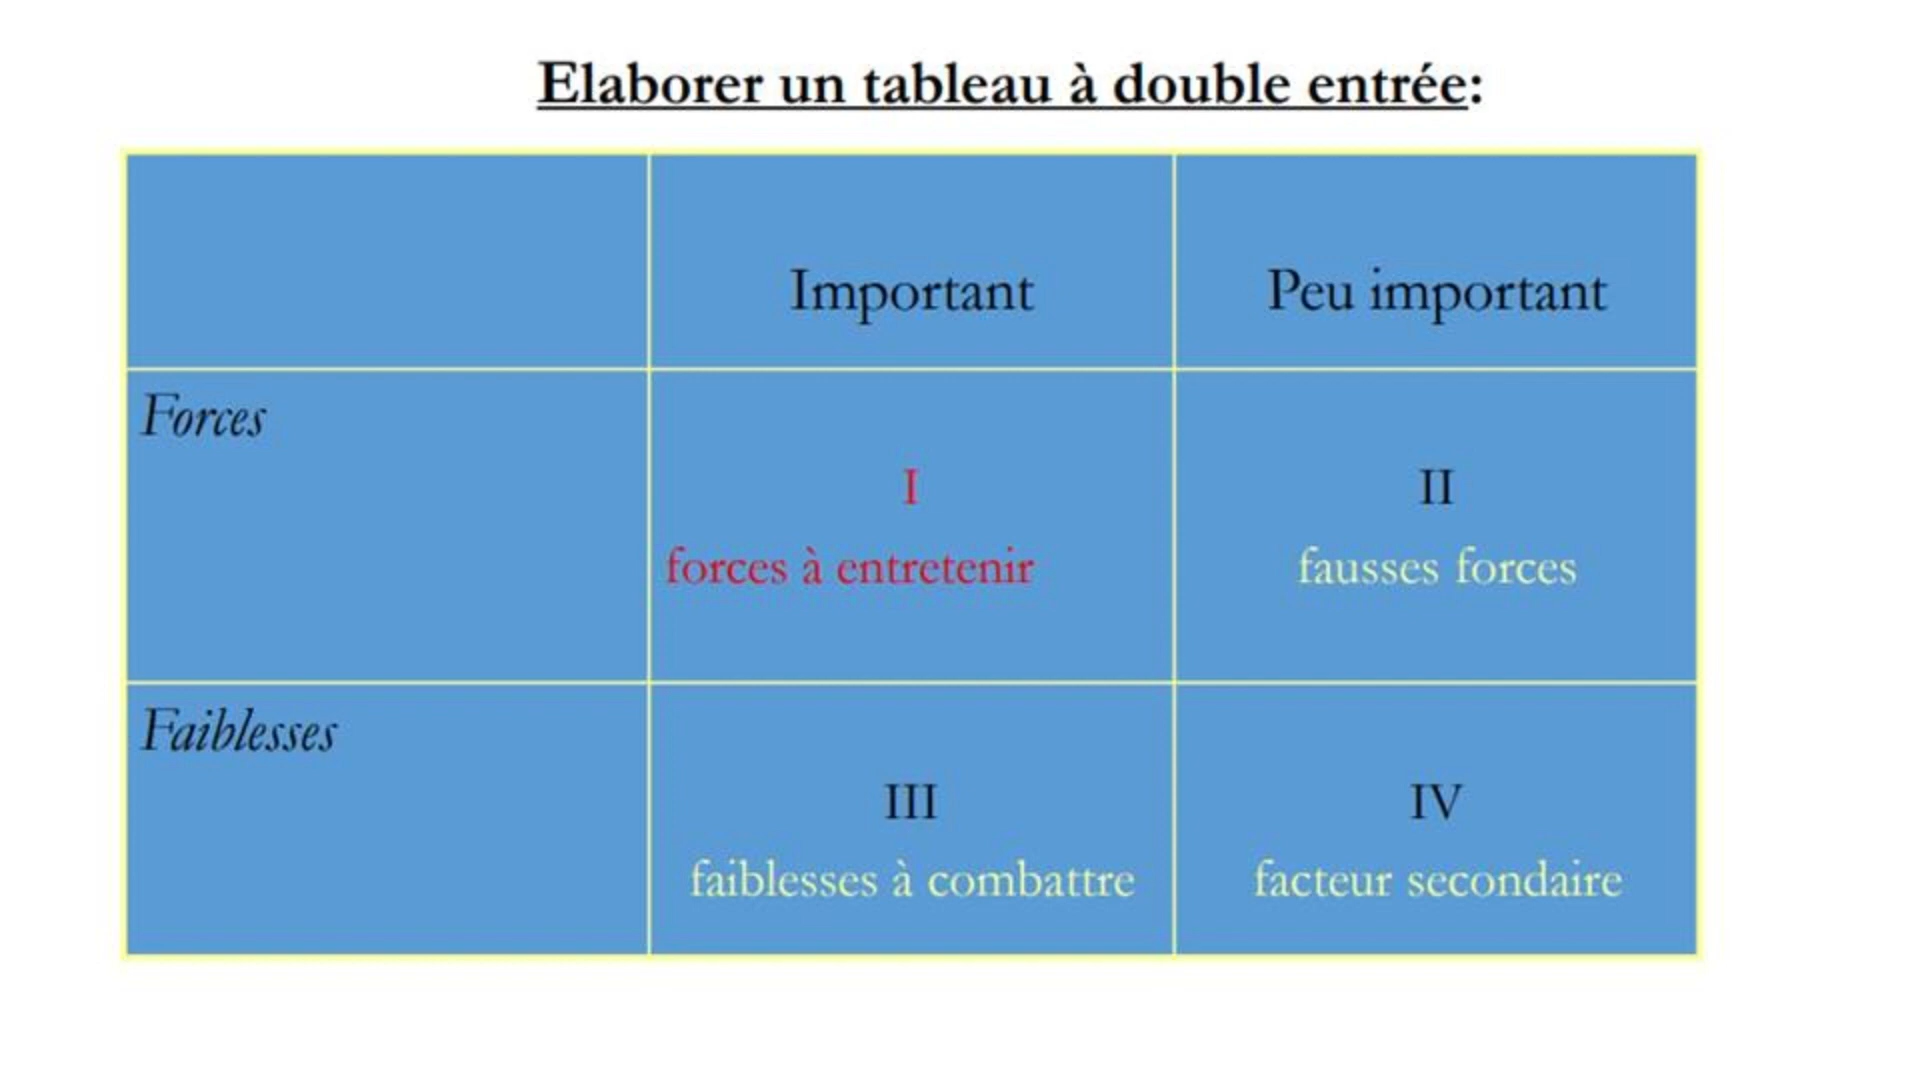 Elaborer un tableau à double entrée:
Important
Peu important
Forces
I
forces à entretenir
II
fausses forces
Faiblesses
III
faiblesses à combattre
IV
facteur secondaire